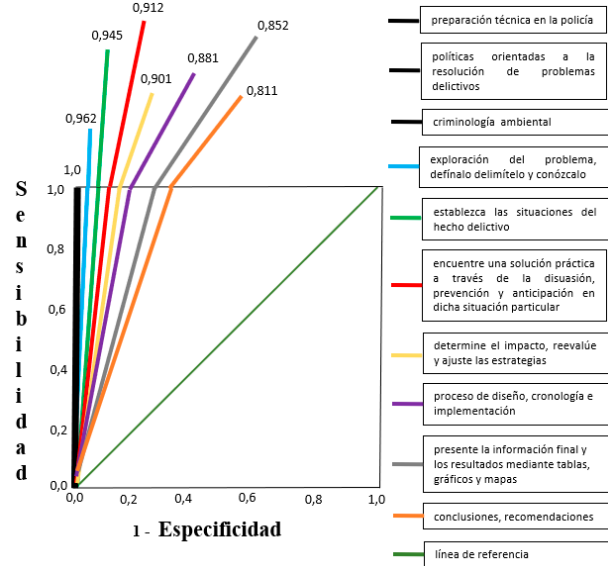 0,912
0,852
0,945
0,881
0,901
0,811
0,962
1,0
Sensibilidad
1,0
0,8
0,6
0,4
0,2
0,0
0,0
0,2
0,4
0,6
0,8
1,0
1 - Especificidad
preparación técnica en la policía
políticas orientadas a la
resolución de problemas
delictivos
criminología ambiental
exploración del problema,
defínalo delimítelo y conózcalo
establezca las situaciones del
hecho delictivo
encuentre una solución práctica
a través de la disuasión,
prevención y anticipación en
dicha situación particular
determine el impacto, reevalúe
y ajuste las estrategias
proceso de diseño, cronología e
implementación
presente la información final y
los resultados mediante tablas,
gráficos y mapas
conclusiones, recomendaciones
línea de referencia